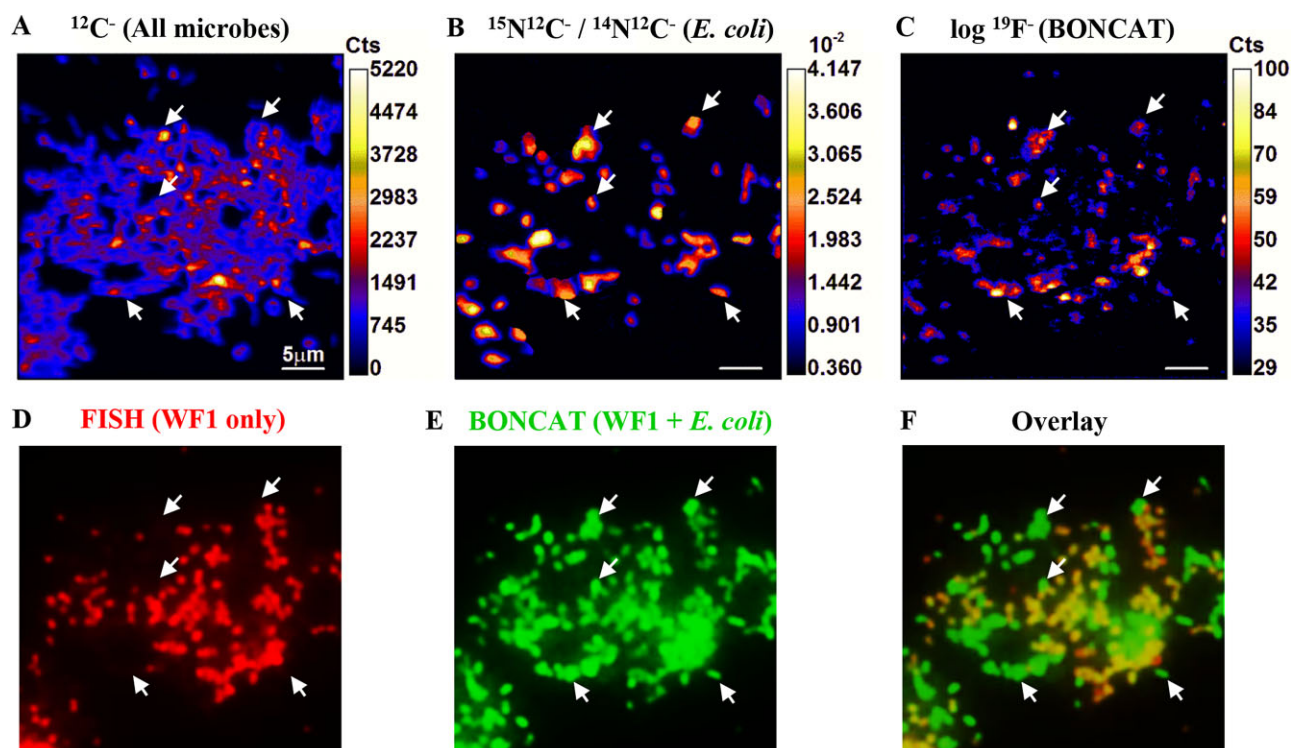 A ¹²C⁻ (All microbes)
Cts
5220
4474
3728
2983
2237
1491
745
0
5μm
B ¹⁵N¹²C⁻ / ¹⁴N¹²C⁻ (E. coli)
10⁻²
4.147
3.606
3.065
2.524
1.983
1.442
0.901
0.360
C log ¹⁹F⁻ (BONCAT)
Cts
100
84
70
59
50
42
35
29
D FISH (WF1 only)
E BONCAT (WF1 + E. coli)
F Overlay